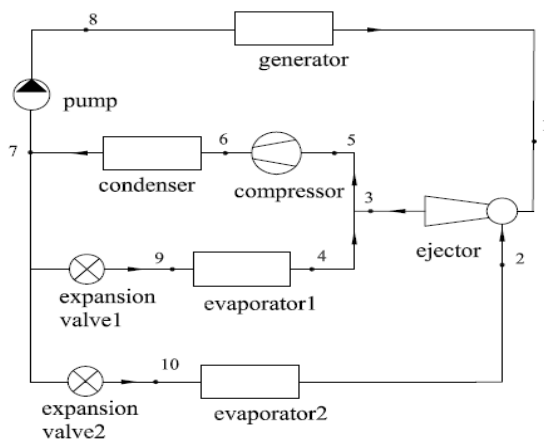 8
generator
pump
1
7
6
5
condenser
compressor
3
ejector
2
9
4
expansion
valve1
evaporator1
10
expansion
valve2
evaporator2